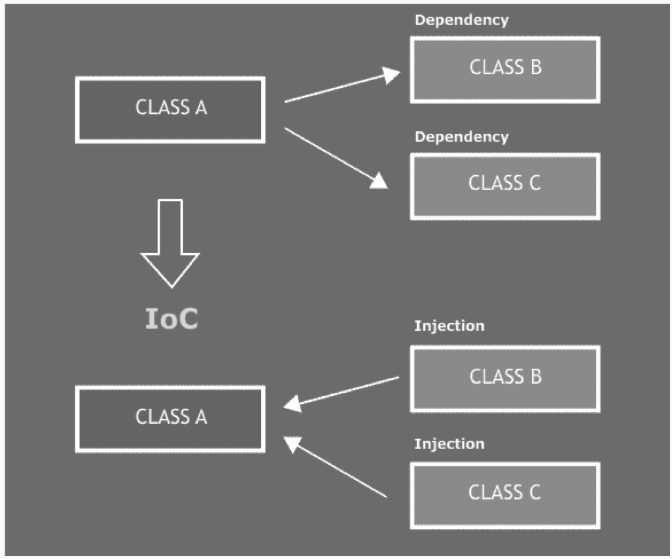 Dependency
CLASS B
CLASS A
Dependency
CLASS C
IoC
Injection
CLASS B
CLASS A
Injection
CLASS C